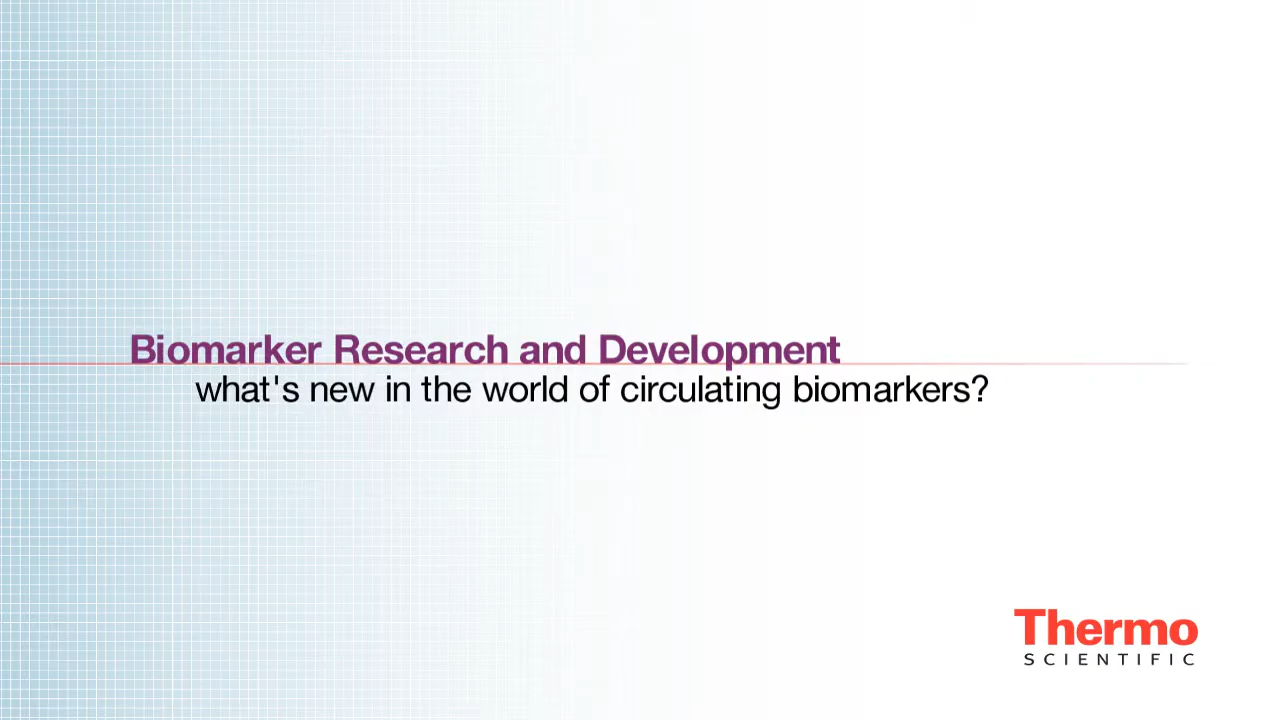 Biomarker Research and Development
what's new in the world of circulating biomarkers?
Thermo
SCIENTIFIC